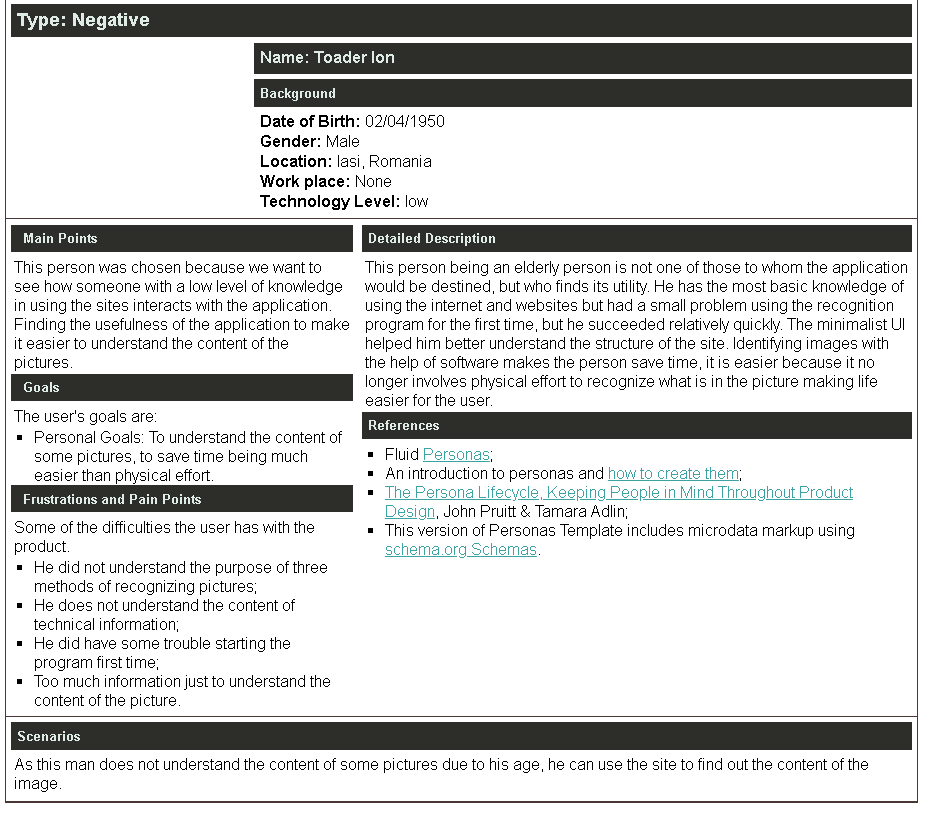 Type: Negative
Name: Toader Ion
Background
Date of Birth: 02/04/1950
Gender: Male
Location: Iasi, Romania
Work place: None
Technology Level: low
Main Points
This person was chosen because we want to
see how someone with a low level of knowledge
in using the sites interacts with the application.
Finding the usefulness of the application to make
it easier to understand the content of the
pictures.
Goals
The user's goals are:
▪ Personal Goals: To understand the content of
some pictures, to save time being much
easier than physical effort.
Frustrations and Pain Points
Some of the difficulties the user has with the
product.
▪ He did not understand the purpose of three
methods of recognizing pictures;
▪ He does not understand the content of
technical information;
▪ He did have some trouble starting the
program first time;
▪ Too much information just to understand the
content of the picture.
Detailed Description
This person being an elderly person is not one of those to whom the application
would be destined, but who finds its utility. He has the most basic knowledge of
using the internet and websites but had a small problem using the recognition
program for the first time, but he succeeded relatively quickly. The minimalist UI
helped him better understand the structure of the site. Identifying images with
the help of software makes the person save time, it is easier because it no
longer involves physical effort to recognize what is in the picture making life
easier for the user.
References
▪ Fluid Personas;
▪ An introduction to personas and how to create them;
▪ The Persona Lifecycle, Keeping People in Mind Throughout Product
Design, John Pruitt & Tamara Adlin;
▪ This version of Personas Template includes microdata markup using
schema.org Schemas.
Scenarios
As this man does not understand the content of some pictures due to his age, he can use the site to find out the content of the
image.